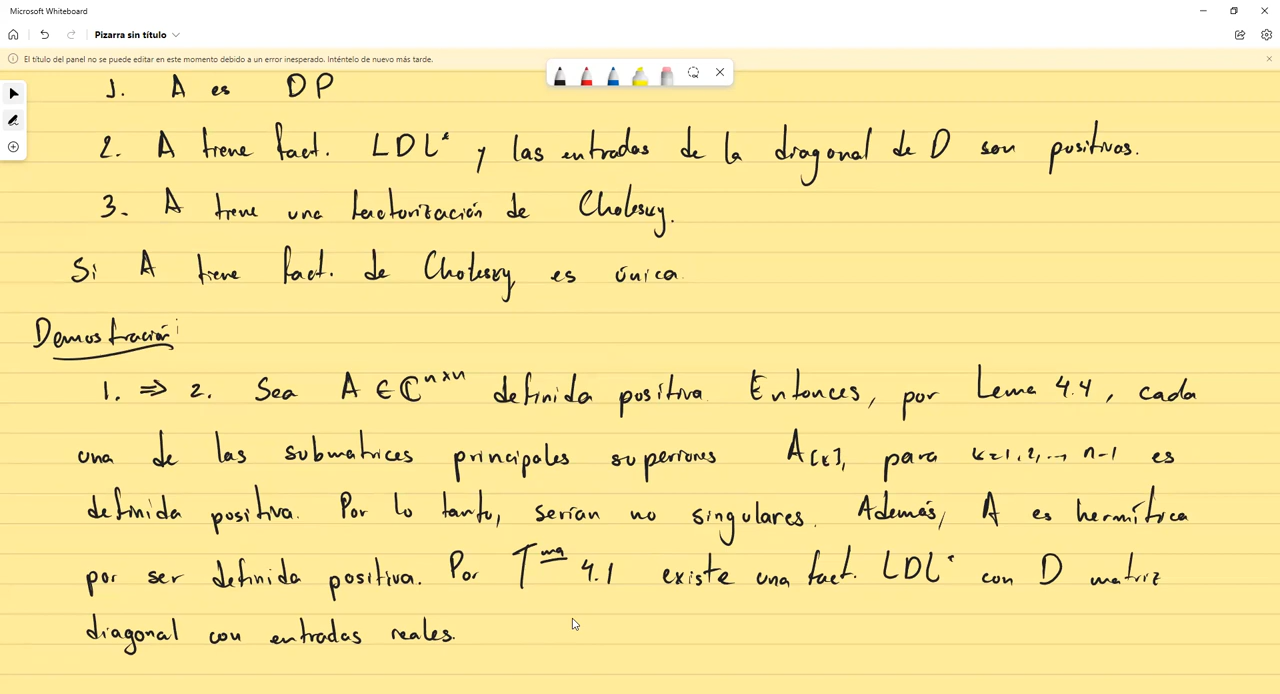 Microsoft Whiteboard
Pizarra sin título
El título del panel no se puede editar en este momento debido a un error inesperado. Inténtelo de nuevo más tarde.
1. A es DP
2. A tiene fact. LDL* y las entradas de la diagonal de D son positivas.
3. A tiene una factorización de Cholesky.
Si A tiene fact. de Cholesky, es única.
Demostración:
1. ⇒ 2. Sea A ∈ ℂⁿˣⁿ definida positiva. Entonces, por Lema 4.4, cada
una de las submatrices principales superiores A[k], para k=1,2,..., n-1 es
definida positiva. Por lo tanto, serían no singulares. Además, A es hermítica
por ser definida positiva. Por Tma 4.1 existe una fact. LDL* con D matriz
diagonal con entradas reales.